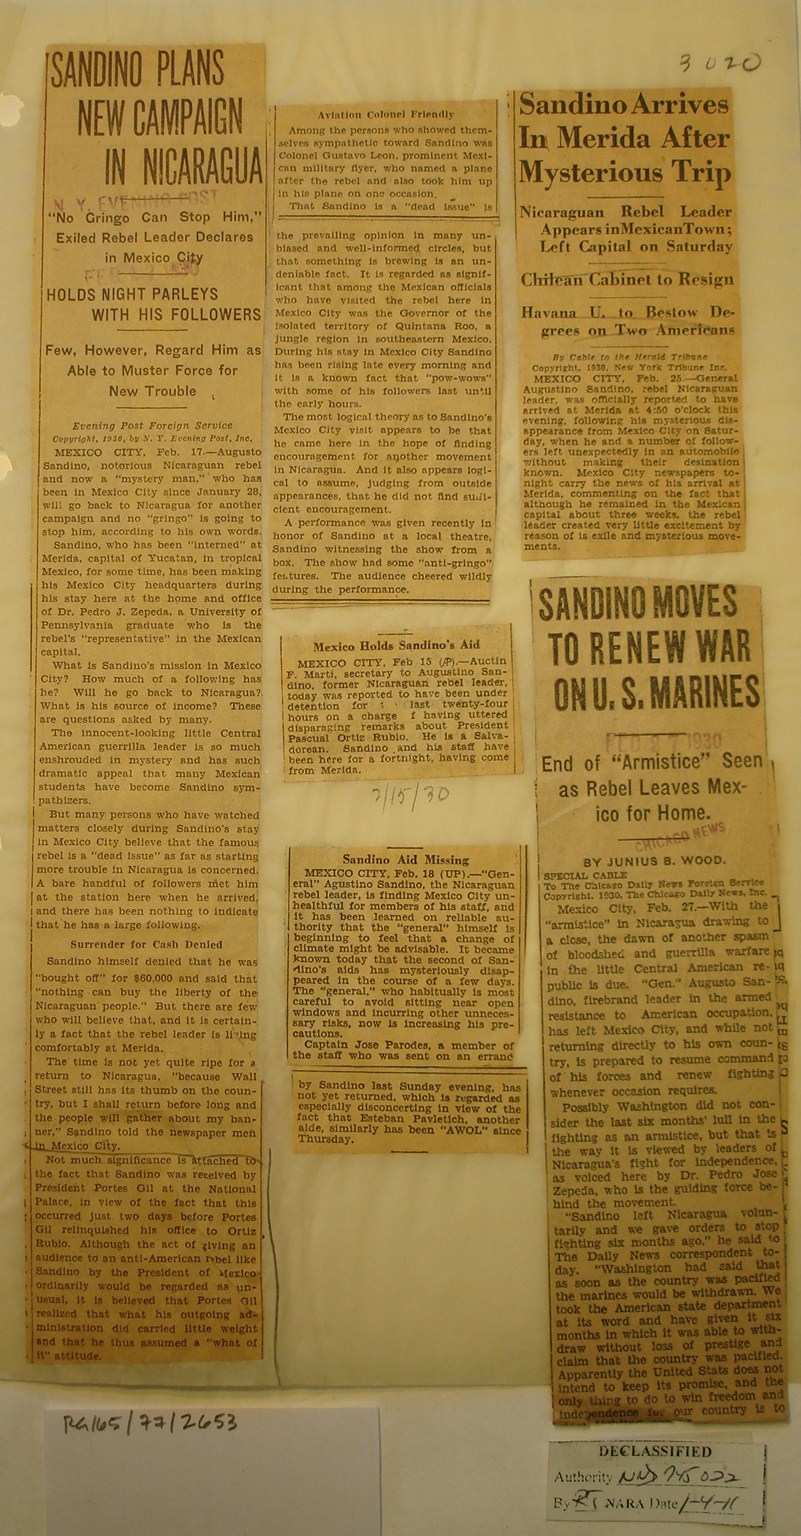 3020
SANDINO PLANS
NEW CAMPAIGN
IN NICARAGUA
N Y. EVENING POST
"No Gringo Can Stop Him,"
Exiled Rebel Leader Declares
in Mexico City
HOLDS NIGHT PARLEYS
WITH HIS FOLLOWERS
Few, However, Regard Him as
Able to Muster Force for
New Trouble
Evening Post Foreign Service
Copyright, 1930, by N. Y. Evening Post, Inc.
MEXICO CITY, Feb. 17.—Augusto
Sandino, notorious Nicaraguan rebel
and now a "mystery man," who has
been in Mexico City since January 28,
will go back to Nicaragua for another
campaign and no "gringo" is going to
stop him, according to his own words.
Sandino, who has been "interned" at
Merida, capital of Yucatan, in tropical
Mexico, for some time, has been making
his Mexico City headquarters during
his stay here at the home and office
of Dr. Pedro J. Zepeda, a University of
Pennsylvania graduate who is the
rebel's "representative" in the Mexican
capital.
What is Sandino's mission in Mexico
City? How much of a following has
he? Will he go back to Nicaragua?
What is his source of income? These
are questions asked by many.
The innocent-looking little Central
American guerrilla leader is so much
enshrouded in mystery and has such
dramatic appeal that many Mexican
students have become Sandino sym-
pathizers.
But many persons who have watched
matters closely during Sandino's stay
in Mexico City believe that the famous
rebel is a "dead issue" as far as starting
more trouble in Nicaragua is concerned.
A bare handful of followers met him
at the station here when he arrived,
and there has been nothing to indicate
that he has a large following.
Surrender for Cash Denied
Sandino himself denied that he was
"bought off" for $60,000 and said that
"nothing can buy the liberty of the
Nicaraguan people." But there are few
who will believe that, and it is certain-
ly a fact that the rebel leader is living
comfortably at Merida.
The time is not yet quite ripe for a
return to Nicaragua, "because Wall
Street still has its thumb on the coun-
try, but I shall return before long and
the people will gather about my ban-
ner," Sandino told the newspaper men
in Mexico City.
Not much significance is attached to
the fact that Sandino was received by
President Portes Gil at the National
Palace, in view of the fact that this
occurred just two days before Portes
Gil relinquished his office to Ortiz
Rubio. Although the act of giving an
audience to an anti-American rebel like
Sandino by the President of Mexico
ordinarily would be regarded as un-
usual, it is believed that Portes Gil
realized that what his outgoing ad-
ministration did carried little weight
and that he thus assumed a "what of
it" attitude.
Aviation Colonel Friendly
Among the persons who showed them-
selves sympathetic toward Sandino was
Colonel Gustavo Leon, prominent Mexi-
can military flyer, who named a plane
after the rebel and also took him up
in his plane on one occasion.
That Sandino is a "dead issue" is
the prevailing opinion in many un-
biased and well-informed circles, but
that something is brewing is an un-
deniable fact. It is regarded as signif-
icant that among the Mexican officials
who have visited the rebel here in
Mexico City was the Governor of the
isolated territory of Quintana Roo, a
jungle region in southeastern Mexico.
During his stay in Mexico City Sandino
has been rising late every morning and
it is a known fact that "pow-wows"
with some of his followers last until
the early hours.
The most logical theory as to Sandino's
Mexico City visit appears to be that
he came here in the hope of finding
encouragement for another movement
in Nicaragua. And it also appears logi-
cal to assume, judging from outside
appearances, that he did not find suffi-
cient encouragement.
A performance was given recently in
honor of Sandino at a local theatre,
Sandino witnessing the show from a
box. The show had some "anti-gringo"
features. The audience cheered wildly
during the performance.
Mexico Holds Sandino's Aid
MEXICO CITY, Feb 15 (AP).—Auctin
F. Marti, secretary to Augustino San-
dino, former Nicaraguan rebel leader,
today was reported to have been under
detention for last twenty-four
hours on a charge f having uttered
disparaging remarks about President
Pascual Ortiz Rubio. He is a Salva-
dorean. Sandino and his staff have
been here for a fortnight, having come
from Merida.
2/15/30
Sandino Aid Missing
MEXICO CITY, Feb. 18 (UP).—"Gen-
eral" Agustino Sandino, the Nicaraguan
rebel leader, is finding Mexico City un-
healthful for members of his staff, and
it has been learned on reliable au-
thority that the "general" himself is
beginning to feel that a change of
climate might be advisable. It became
known today that the second of San-
dino's aids has mysteriously disap-
peared in the course of a few days.
The "general," who habitually is most
careful to avoid sitting near open
windows and incurring other unneces-
sary risks, now is increasing his pre-
cautions.
Captain Jose Parodes, a member of
the staff who was sent on an errand
by Sandino last Sunday evening, has
not yet returned, which is regarded as
especially disconcerting in view of the
fact that Esteban Pavletich, another
aide, similarly has been "AWOL" since
Thursday.
Sandino Arrives
In Merida After
Mysterious Trip
Nicaraguan Rebel Leader
Appears in Mexican Town;
Left Capital on Saturday
Chilean Cabinet to Resign
Havana U. to Bestow De-
grees on Two Americans
By Cable to the Herald Tribune
Copyright, 1930, New York Tribune Inc.
MEXICO CITY, Feb. 25.—General
Augustino Sandino, rebel Nicaraguan
leader, was officially reported to have
arrived at Merida at 4:50 o'clock this
evening, following his mysterious dis-
appearance from Mexico City on Satur-
day, when he and a number of follow-
ers left unexpectedly in an automobile
without making their desination
known. Mexico City newspapers to-
night carry the news of his arrival at
Merida, commenting on the fact that
although he remained in the Mexican
capital about three weeks, the rebel
leader created very little excitement by
reason of is exile and mysterious move-
ments.
SANDINO MOVES
TO RENEW WAR
ON U. S. MARINES
End of "Armistice" Seen
as Rebel Leaves Mex-
ico for Home.
CHICAGO NEWS
BY JUNIUS B. WOOD.
SPECIAL CABLE
To The Chicago Daily News Foreign Service
Copyright, 1930, The Chicago Daily News, Inc.
Mexico City, Feb. 27.—With the
"armistice" in Nicaragua drawing to
a close, the dawn of another spasm
of bloodshed and guerrilla warfare
in the little Central American re-
public is due. "Gen." Augusto San-
dino, firebrand leader in the armed
resistance to American occupation,
has left Mexico City, and while not
returning directly to his own coun-
try, is prepared to resume command
of his forces and renew fighting
whenever occasion requires.
Possibly Washington did not con-
sider the last six months' lull in the
fighting as an armistice, but that is
the way it is viewed by leaders of
Nicaragua's fight for independence,
as voiced here by Dr. Pedro Jose
Zepeda, who is the guiding force be-
hind the movement.
"Sandino left Nicaragua volun-
tarily and we gave orders to stop
fighting six months ago," he said to
The Daily News correspondent to-
day. "Washington had said that
as soon as the country was pacified
the marines would be withdrawn. We
took the American state department
at its word and have given it six
months in which it was able to with-
draw without loss of prestige and
claim that the country was pacified.
Apparently the United Stats does not
intend to keep its promise, and the
only thing to do to win freedom and
independence for our country is to
RG165/77/2653
DECLASSIFIED
Authority
By NARA Date